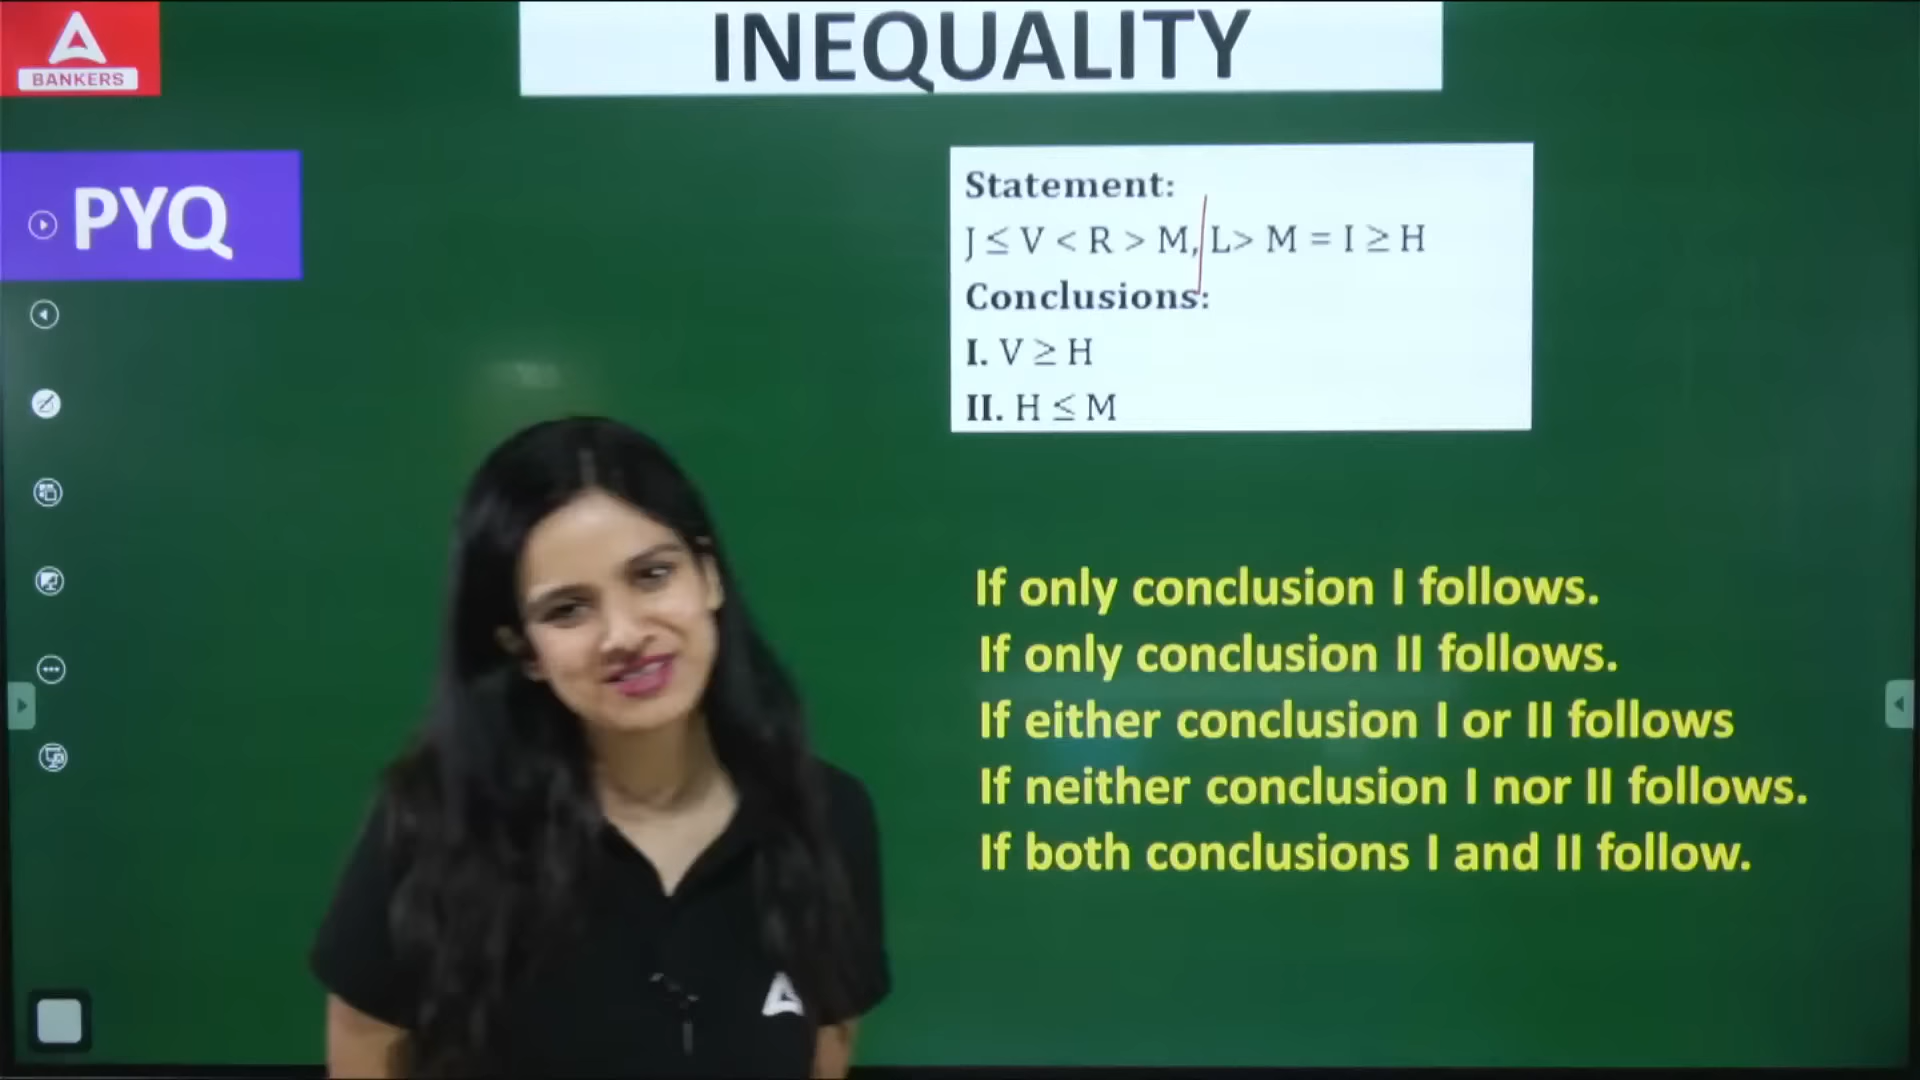 INEQUALITY
BANKERS
PYQ
Statement:
J ≤ V < R > M, L> M = I ≥ H
Conclusions:
I. V ≥ H
II. H ≤ M
If only conclusion I follows.
If only conclusion II follows.
If either conclusion I or II follows
If neither conclusion I nor II follows.
If both conclusions I and II follow.